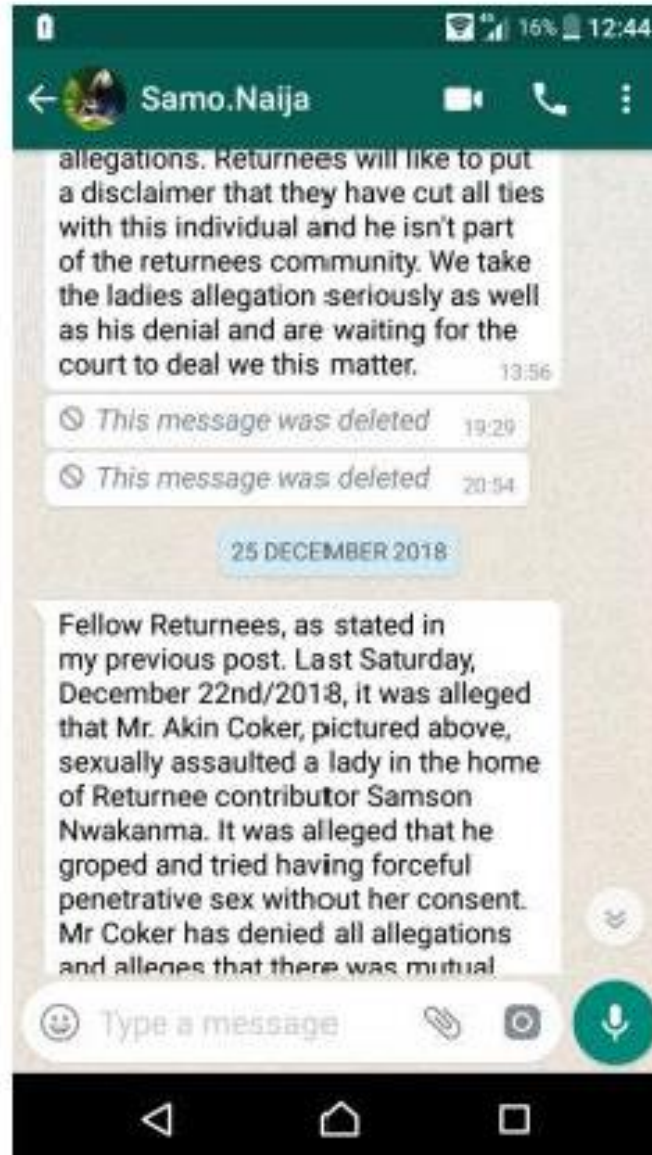 16% 12:44
Samo.Naija
allegations. Returnees will like to put
a disclaimer that they have cut all ties
with this individual and he isn't part
of the returnees community. We take
the ladies allegation seriously as well
as his denial and are waiting for the
court to deal we this matter. 13:56
This message was deleted 19:29
This message was deleted 20:54
25 DECEMBER 2018
Fellow Returnees, as stated in
my previous post. Last Saturday,
December 22nd/2018, it was alleged
that Mr. Akin Coker, pictured above,
sexually assaulted a lady in the home
of Returnee contributor Samson
Nwakanma. It was alleged that he
groped and tried having forceful
penetrative sex without her consent.
Mr Coker has denied all allegations
and alleges that there was mutual
Type a message